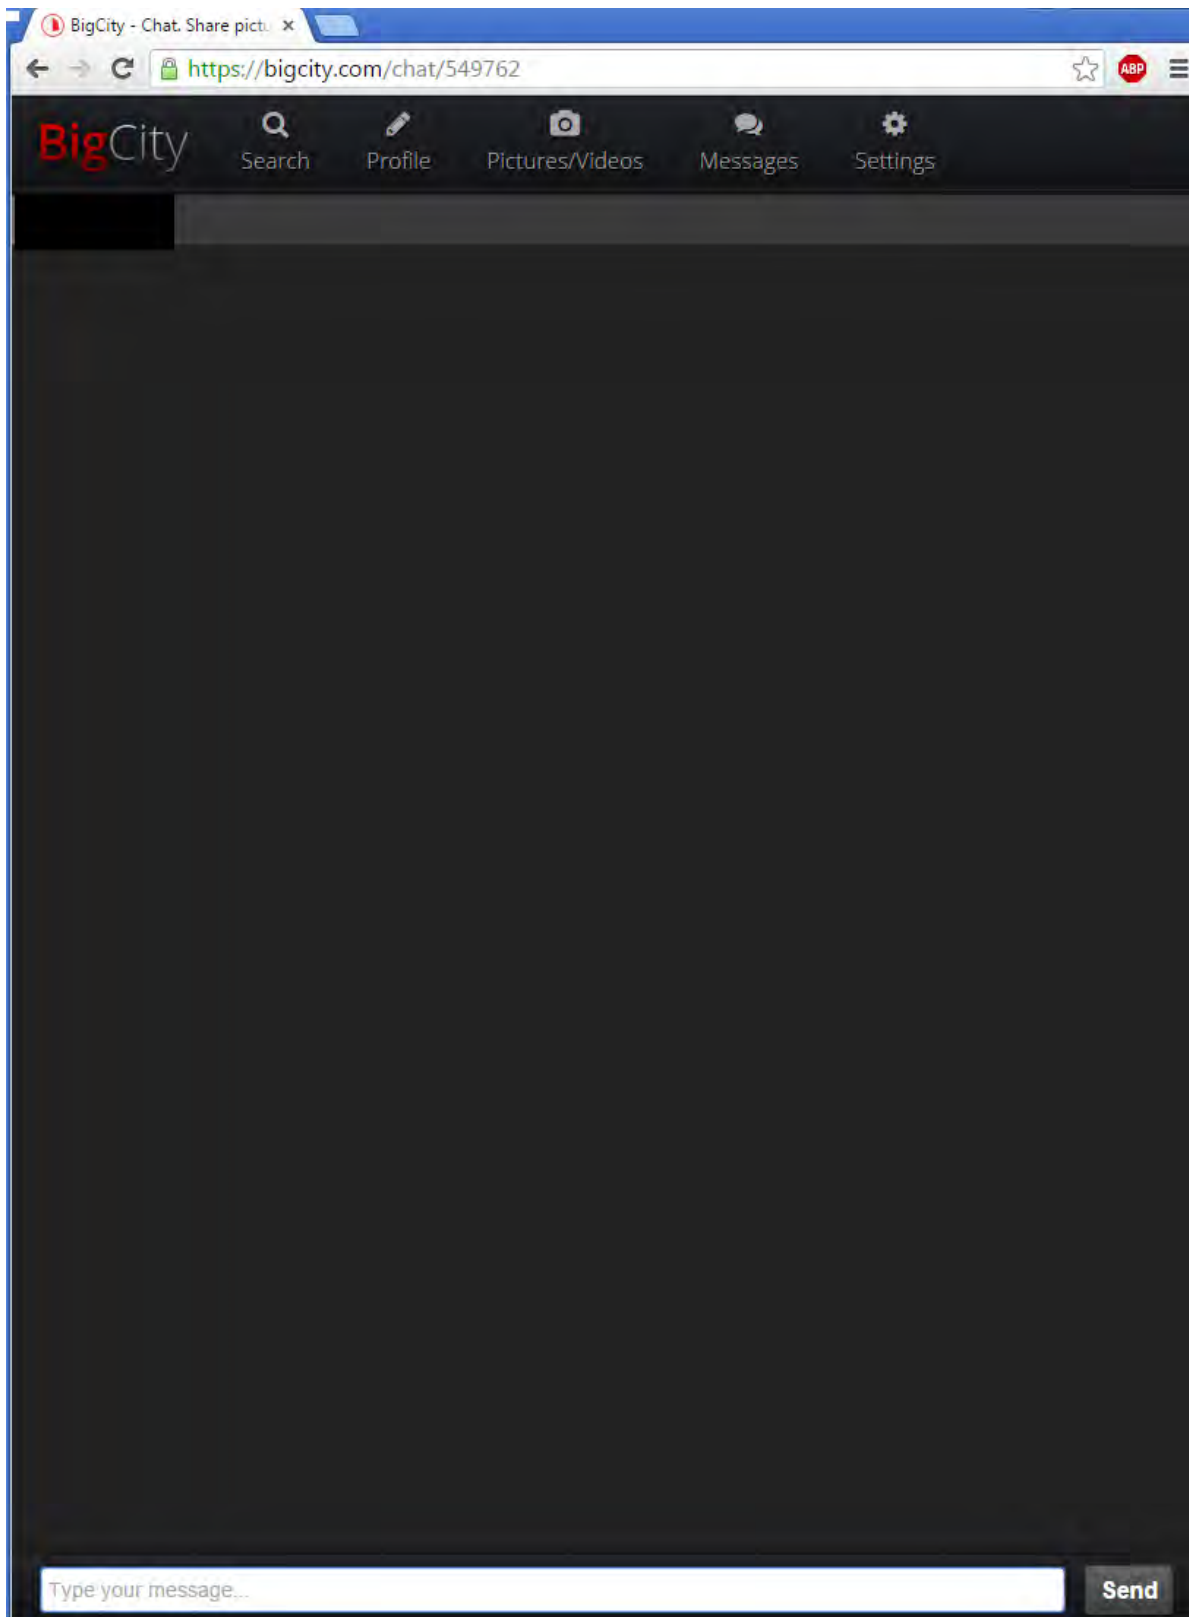 BigCity - Chat. Share pictu
https://bigcity.com/chat/549762
ABP
BigCity
Search Profile Pictures/Videos Messages Settings
Type your message...
Send